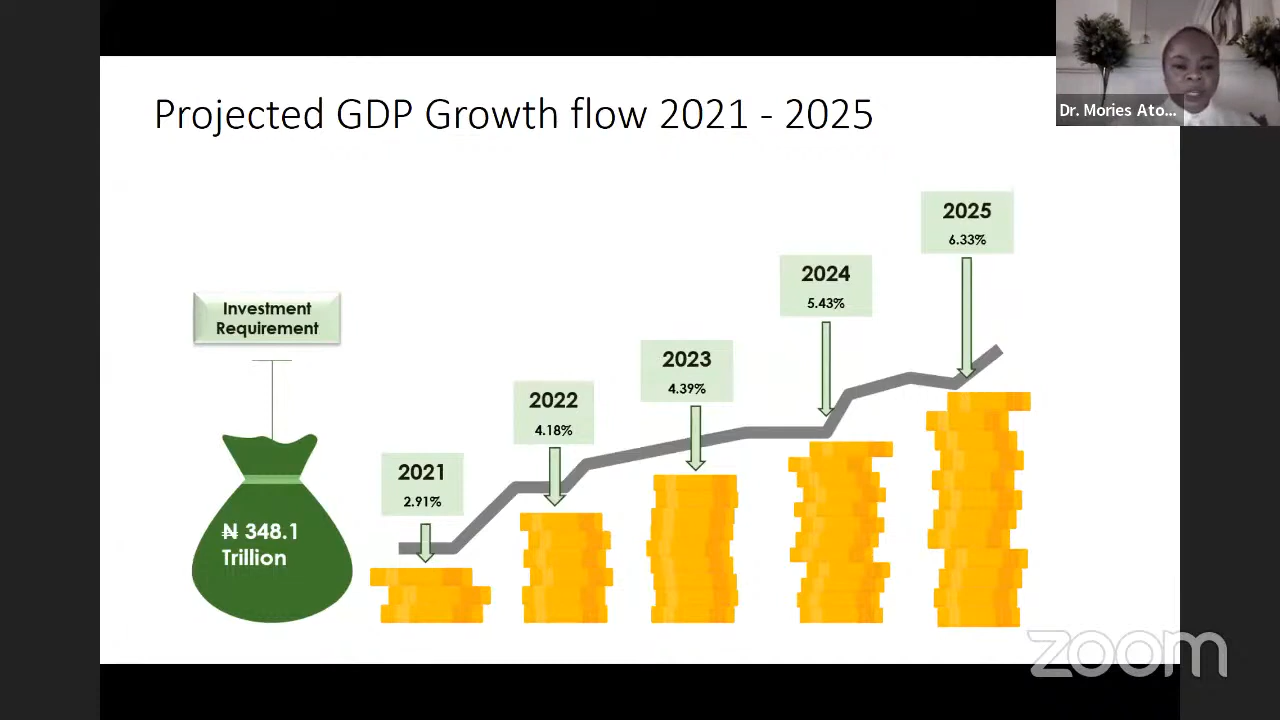 Projected GDP Growth flow 2021 - 2025
Dr. Mories Ato...
2025
6.33%
2024
5.43%
Investment
Requirement
2023
4.39%
2022
4.18%
2021
2.91%
₦ 348.1
Trillion
zoom